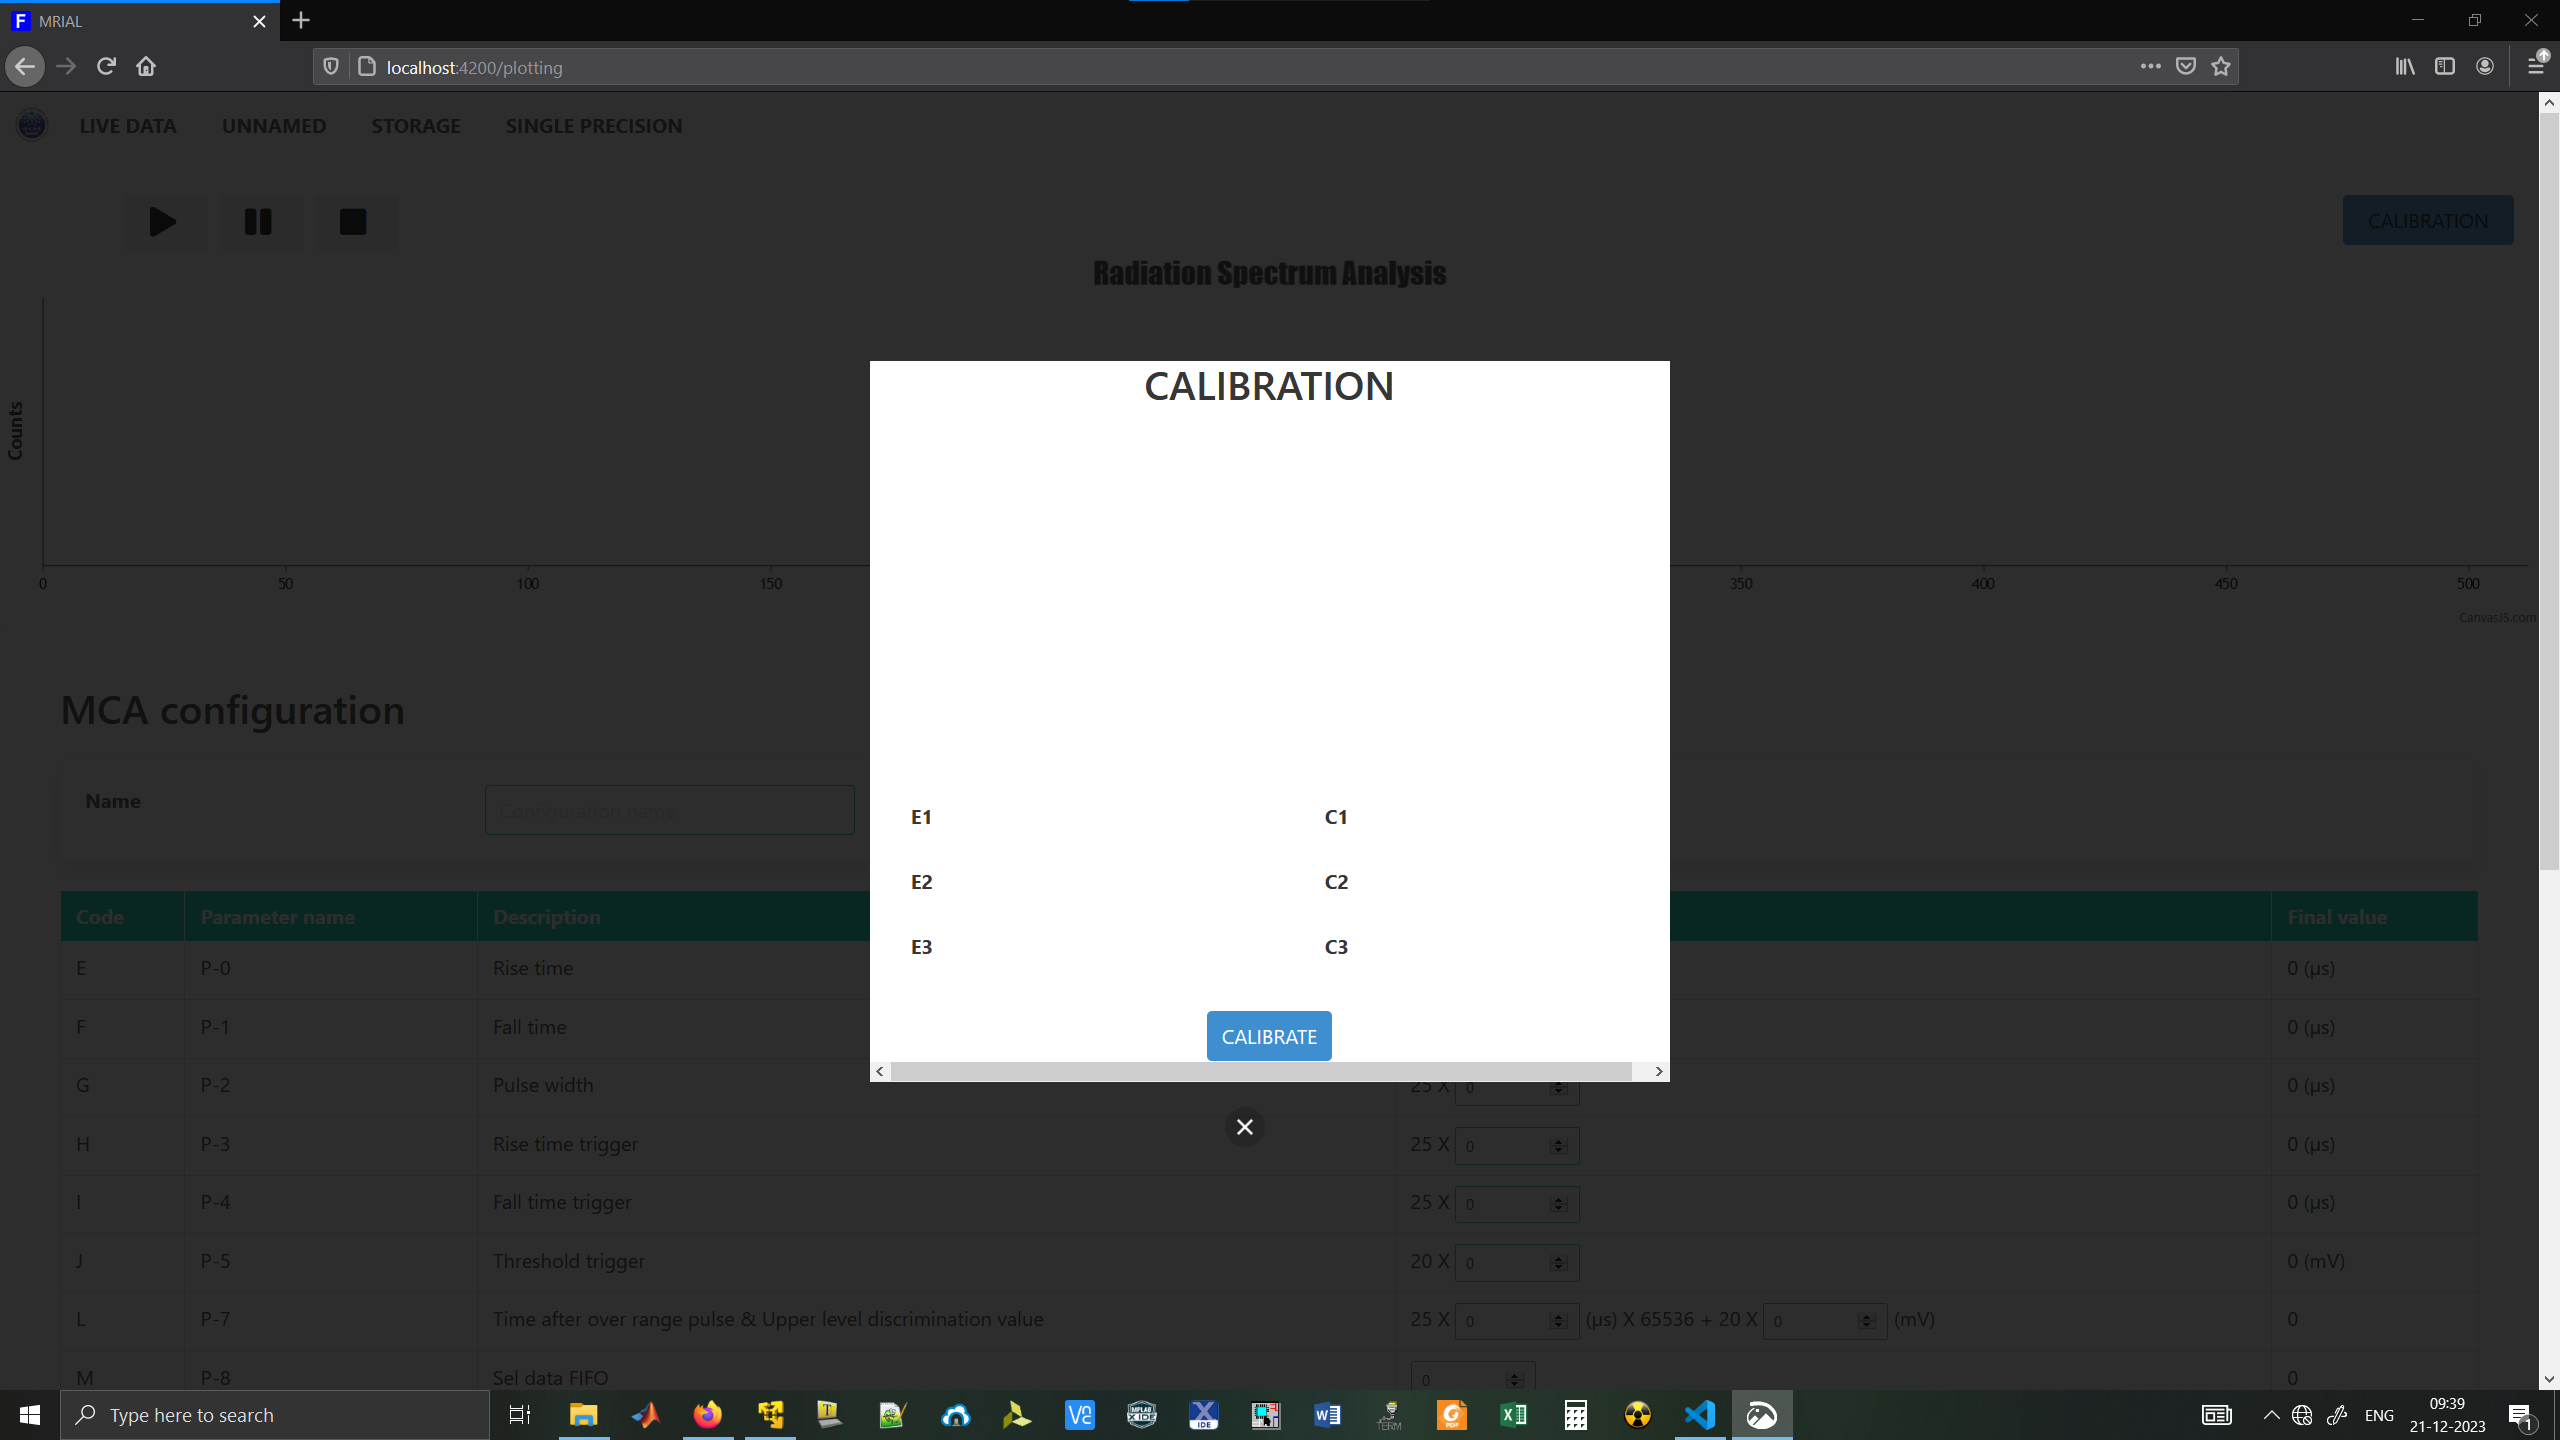 MRIAL
localhost:4200/plotting
LIVE DATA UNNAMED STORAGE SINGLE PRECISION
CALIBRATION
Radiation Spectrum Analysis
Counts
0 50 100 150 350 400 450 500
CanvasJS.com
CALIBRATION
E1 C1
E2 C2
E3 C3
CALIBRATE
MCA configuration
Name Configuration name
Code Parameter name Description Final value
E P-0 Rise time 0 (µs)
F P-1 Fall time 0 (µs)
G P-2 Pulse width 25 X 0 0 (µs)
H P-3 Rise time trigger 25 X 0 0 (µs)
I P-4 Fall time trigger 25 X 0 0 (µs)
J P-5 Threshold trigger 20 X 0 0 (mV)
L P-7 Time after over range pulse & Upper level discrimination value 25 X 0 (µs) X 65536 + 20 X 0 (mV) 0
M P-8 Sel data FIFO 0 0
Type here to search
ENG
09:39
21-12-2023
1